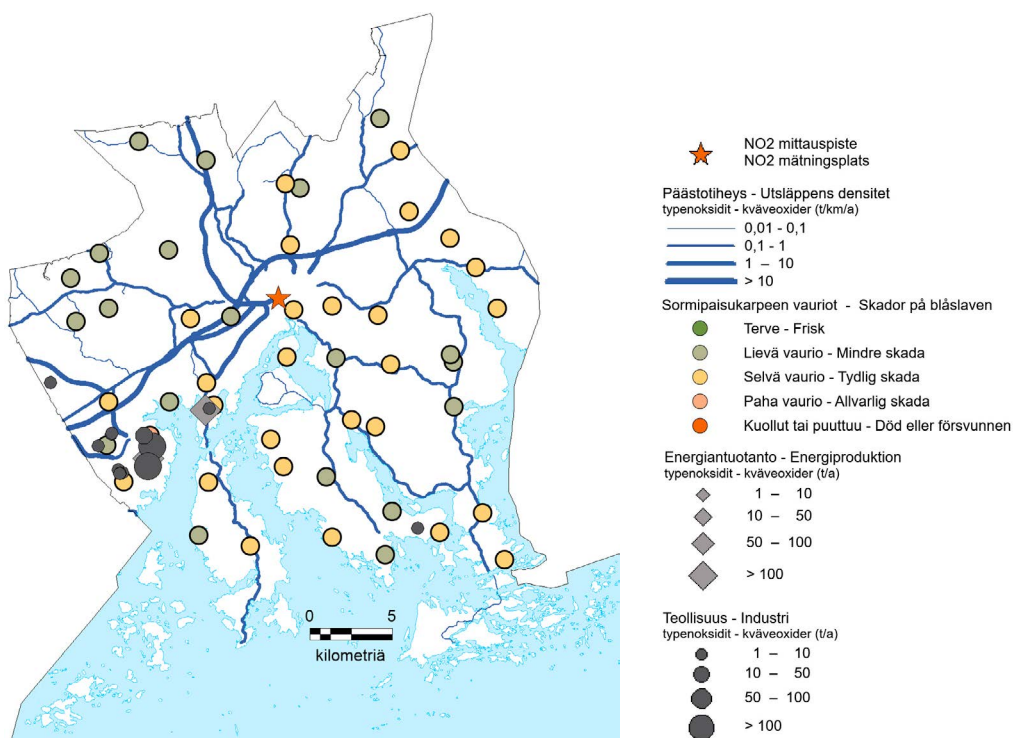 NO2 mittauspiste
NO2 mätningsplats
Päästotiheys - Utsläppens densitet
typenoksidit - kväveoxider (t/km/a)
0,01 - 0,1
0,1 - 1
1 – 10
> 10
Sormipaisukarpeen vauriot - Skador på blåslaven
Terve - Frisk
Lievä vaurio - Mindre skada
Selvä vaurio - Tydlig skada
Paha vaurio - Allvarlig skada
Kuollut tai puuttuu - Död eller försvunnen
Energiantuotanto - Energiproduktion
typenoksidit - kväveoxider (t/a)
1 – 10
10 – 50
50 – 100
> 100
Teollisuus - Industri
typenoksidit - kväveoxider (t/a)
1 – 10
10 – 50
50 – 100
> 100
0 5
kilometriä